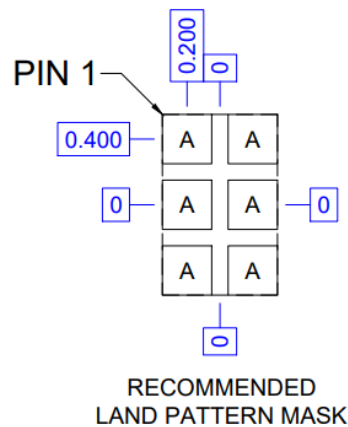 0.200
0
PIN 1
0.400
A A
0 A A 0
A A
0
RECOMMENDED
LAND PATTERN MASK